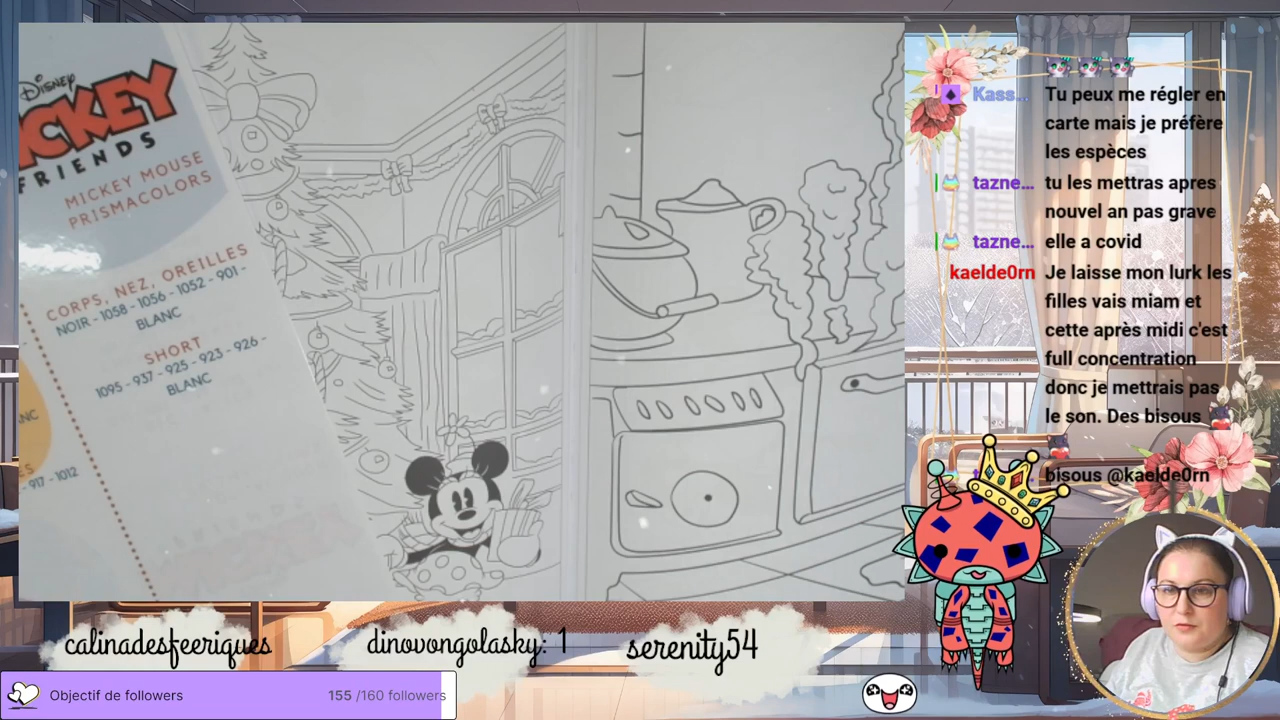 DISNEY
MICKEY
FRIENDS
MICKEY MOUSE
PRISMACOLORS
CORPS, NEZ, OREILLES
NOIR - 1058 - 1056 - 1052 - 901 -
BLANC
SHORT
1095 - 937 - 925 - 923 - 926 -
BLANC
- 917 - 1012
Kass... Tu peux me régler en
carte mais je préfère
les espèces
tazne... tu les mettras apres
nouvel an pas grave
tazne... elle a covid
kaelde0rn Je laisse mon lurk les
filles vais miam et
cette après midi c'est
full concentration
donc je mettrais pas
le son. Des bisous
bisous @kaelde0rn
calinadesfeeriques
dinovongolasky: 1
serenity54
Objectif de followers
155 /160 followers